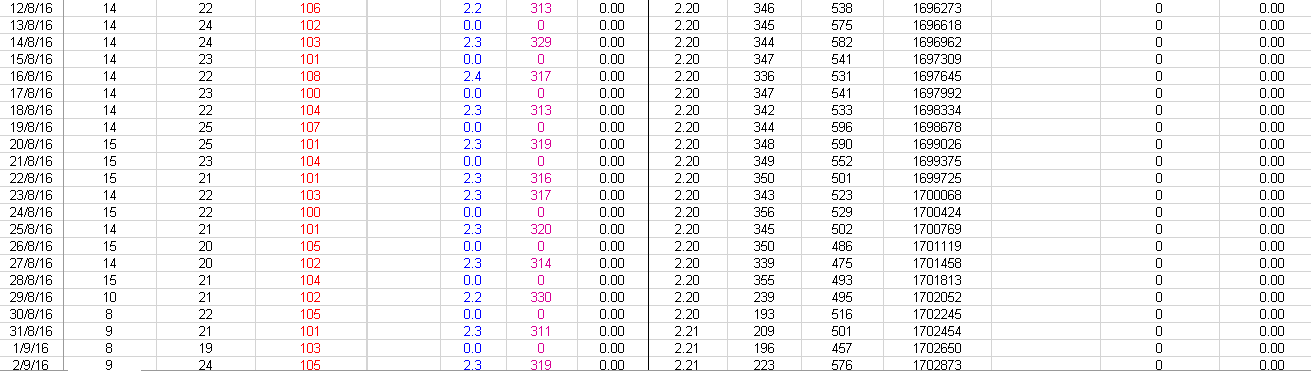 12/8/16 14 22 106 2.2 313 0.00 2.20 346 538 1696273 0 0.00
13/8/16 14 24 102 0.0 0 0.00 2.20 345 575 1696618 0 0.00
14/8/16 14 24 103 2.3 329 0.00 2.20 344 582 1696962 0 0.00
15/8/16 14 23 101 0.0 0 0.00 2.20 347 541 1697309 0 0.00
16/8/16 14 22 108 2.4 317 0.00 2.20 336 531 1697645 0 0.00
17/8/16 14 23 100 0.0 0 0.00 2.20 347 541 1697992 0 0.00
18/8/16 14 22 104 2.3 313 0.00 2.20 342 533 1698334 0 0.00
19/8/16 14 25 107 0.0 0 0.00 2.20 344 596 1698678 0 0.00
20/8/16 15 25 101 2.3 319 0.00 2.20 348 590 1699026 0 0.00
21/8/16 15 23 104 0.0 0 0.00 2.20 349 552 1699375 0 0.00
22/8/16 15 21 101 2.3 316 0.00 2.20 350 501 1699725 0 0.00
23/8/16 14 22 103 2.3 317 0.00 2.20 343 523 1700068 0 0.00
24/8/16 15 22 100 0.0 0 0.00 2.20 356 529 1700424 0 0.00
25/8/16 14 21 101 2.3 320 0.00 2.20 345 502 1700769 0 0.00
26/8/16 15 20 105 0.0 0 0.00 2.20 350 486 1701119 0 0.00
27/8/16 14 20 102 2.3 314 0.00 2.20 339 475 1701458 0 0.00
28/8/16 15 21 104 0.0 0 0.00 2.20 355 493 1701813 0 0.00
29/8/16 10 21 102 2.2 330 0.00 2.20 239 495 1702052 0 0.00
30/8/16 8 22 105 0.0 0 0.00 2.20 193 516 1702245 0 0.00
31/8/16 9 21 101 2.3 311 0.00 2.21 209 501 1702454 0 0.00
1/9/16 8 19 103 0.0 0 0.00 2.21 196 457 1702650 0 0.00
2/9/16 9 24 105 2.3 319 0.00 2.21 223 576 1702873 0 0.00